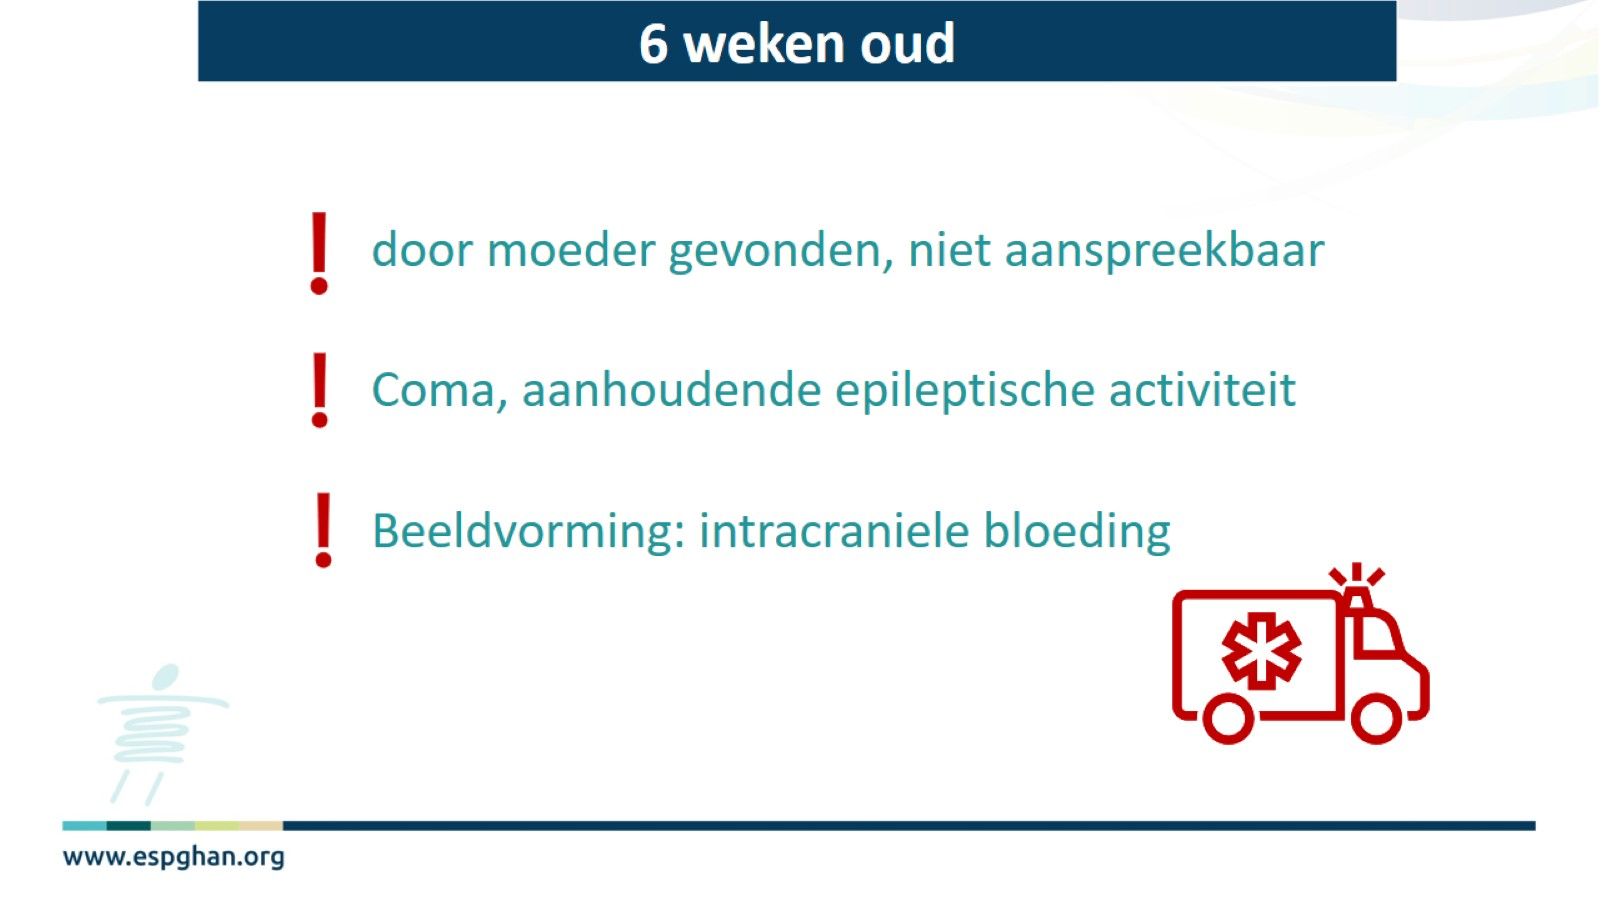 6 weken oud
door moeder gevonden, niet aanspreekbaar
Coma, aanhoudende epileptische activiteit
Beeldvorming: intracraniele bloeding
www.espghan.org